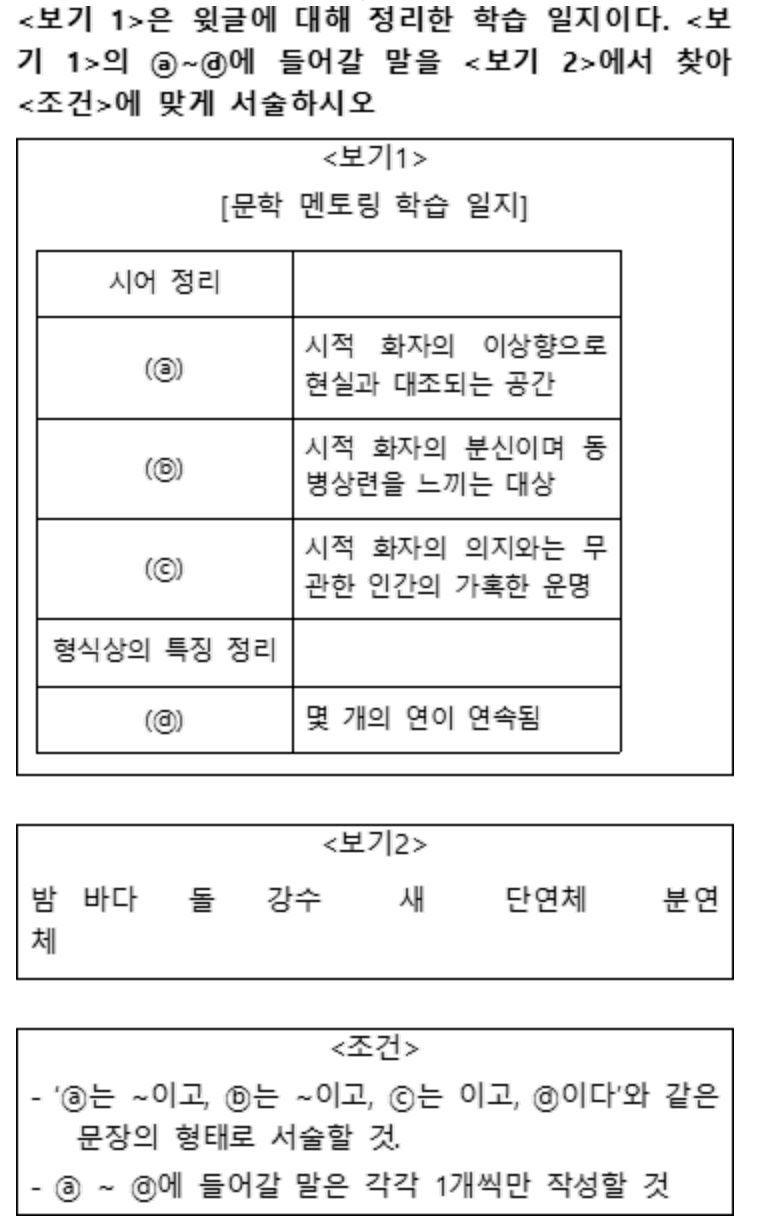 <보기 1>은 윗글에 대해 정리한 학습 일지이다. <보
기 1>의 ⓐ~ⓓ에 들어갈 말을 <보기 2>에서 찾아
<조건>에 맞게 서술하시오
<보기1>
[문학 멘토링 학습 일지]
시어 정리
(ⓐ)
시적 화자의 이상향으로
현실과 대조되는 공간
(ⓑ)
시적 화자의 분신이며 동
병상련을 느끼는 대상
(ⓒ)
시적 화자의 의지와는 무
관한 인간의 가혹한 운명
형식상의 특징 정리
(ⓓ)
몇 개의 연이 연속됨
<보기2>
밤 바다 돌 강수 새 단연체 분연
체
<조건>
- ‘ⓐ는 ~이고, ⓑ는 ~이고, ⓒ는 이고, ⓓ이다’와 같은
문장의 형태로 서술할 것.
- ⓐ ~ ⓓ에 들어갈 말은 각각 1개씩만 작성할 것